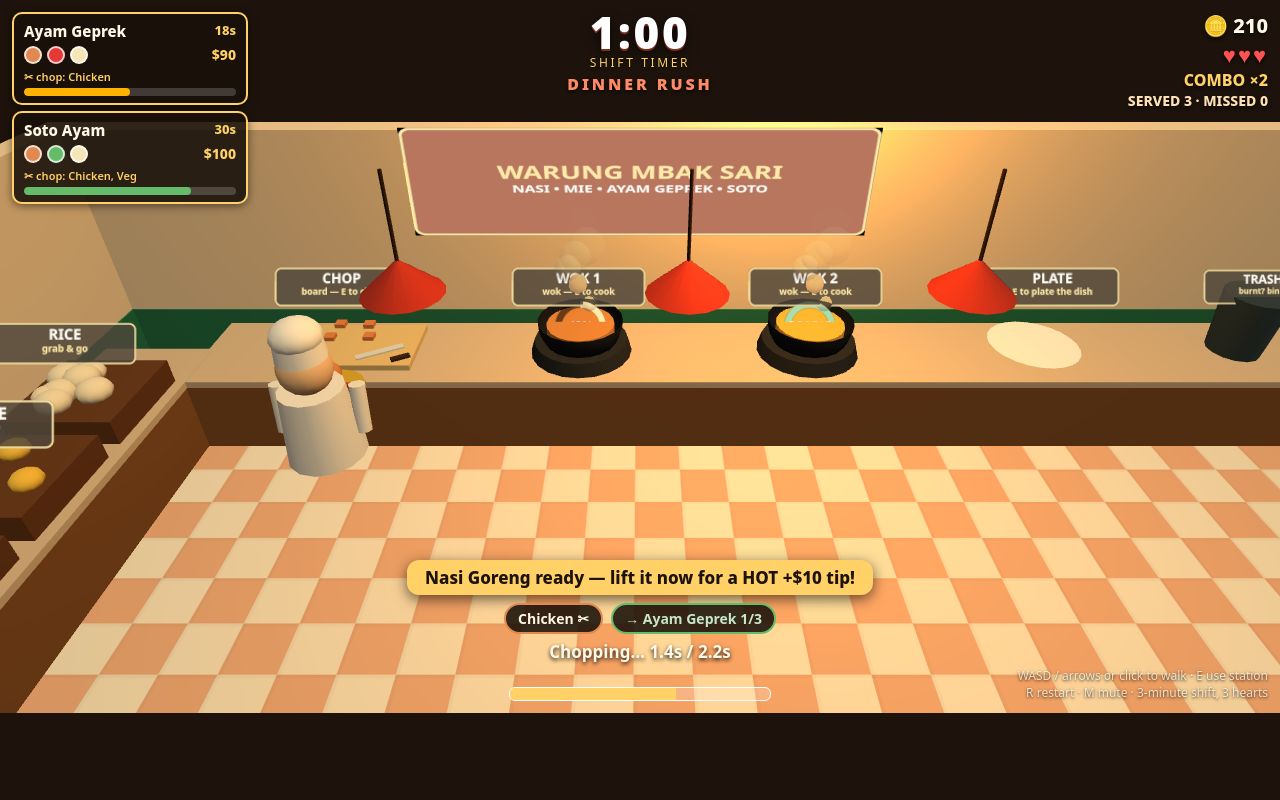 Ayam Geprek 18s
$90
✂ chop: Chicken
Soto Ayam 30s
$100
✂ chop: Chicken, Veg
1:00
SHIFT TIMER
DINNER RUSH
210
♥♥♥
COMBO ×2
SERVED 3 · MISSED 0
WARUNG MBAK SARI
NASI • MIE • AYAM GEPREK • SOTO
CHOP
board — E to
WOK 1
wok — E to cook
WOK 2
wok — E to cook
PLATE
E to plate the dish
TRASH
burnt? bin
RICE
grab & go
E
Nasi Goreng ready — lift it now for a HOT +$10 tip!
Chicken ✂
→ Ayam Geprek 1/3
Chopping... 1.4s / 2.2s
WASD / arrows or click to walk · E use station
R restart · M mute · 3-minute shift, 3 hearts